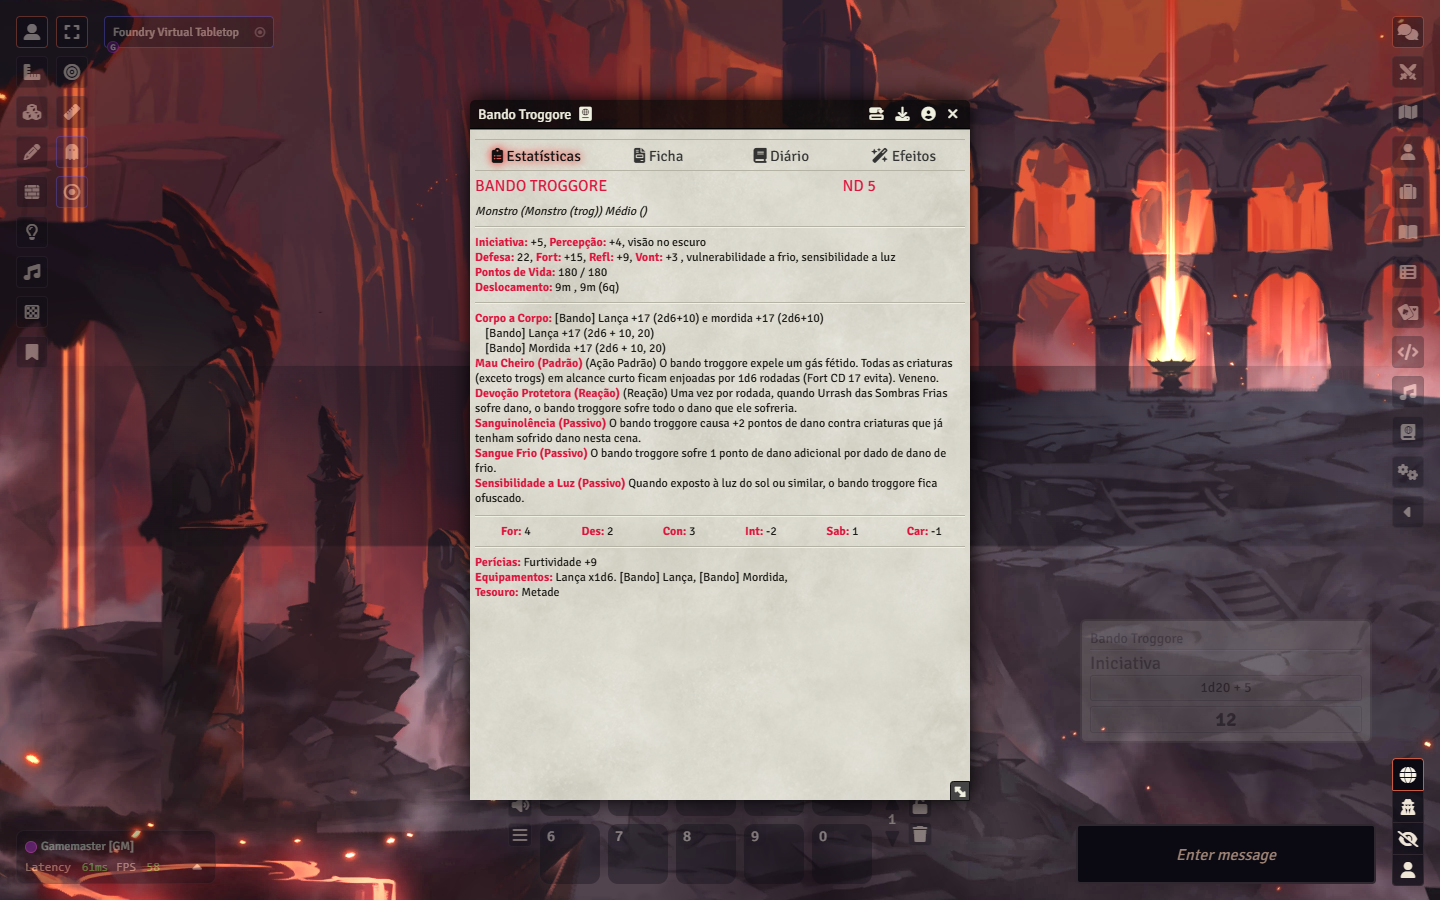 Foundry Virtual Tabletop
G
Bando Troggore
Estatísticas
Ficha
Diário
Efeitos
BANDO TROGGORE
ND 5
Monstro (Monstro (trog)) Médio ()
Iniciativa: +5, Percepção: +4, visão no escuro
Defesa: 22, Fort: +15, Refl: +9, Vont: +3 , vulnerabilidade a frio, sensibilidade a luz
Pontos de Vida: 180 / 180
Deslocamento: 9m , 9m (6q)
Corpo a Corpo: [Bando] Lança +17 (2d6+10) e mordida +17 (2d6+10)
[Bando] Lança +17 (2d6 + 10, 20)
[Bando] Mordida +17 (2d6 + 10, 20)
Mau Cheiro (Padrão) (Ação Padrão) O bando troggore expele um gás fétido. Todas as criaturas
(exceto trogs) em alcance curto ficam enjoadas por 1d6 rodadas (Fort CD 17 evita). Veneno.
Devoção Protetora (Reação) (Reação) Uma vez por rodada, quando Urrash das Sombras Frias
sofre dano, o bando troggore sofre todo o dano que ele sofreria.
Sanguinolência (Passivo) O bando troggore causa +2 pontos de dano contra criaturas que já
tenham sofrido dano nesta cena.
Sangue Frio (Passivo) O bando troggore sofre 1 ponto de dano adicional por dado de dano de
frio.
Sensibilidade a Luz (Passivo) Quando exposto à luz do sol ou similar, o bando troggore fica
ofuscado.
For: 4 Des: 2 Con: 3 Int: -2 Sab: 1 Car: -1
Perícias: Furtividade +9
Equipamentos: Lança x1d6. [Bando] Lança, [Bando] Mordida,
Tesouro: Metade
Bando Troggore
Iniciativa
1d20 + 5
12
1
6 7 8 9 0
Gamemaster [GM]
Latency 61ms FPS 58
Enter message